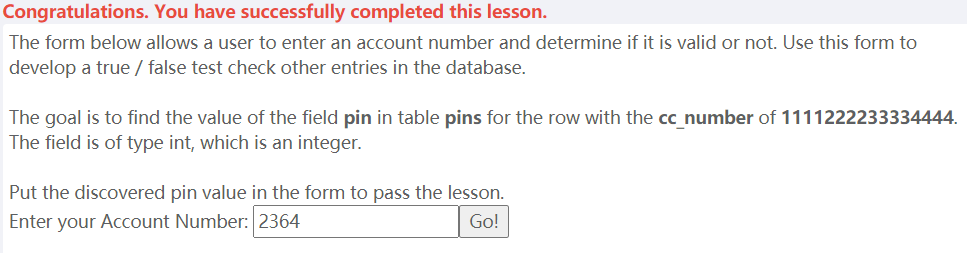 Congratulations. You have successfully completed this lesson.
The form below allows a user to enter an account number and determine if it is valid or not. Use this form to
develop a true / false test check other entries in the database.
The goal is to find the value of the field pin in table pins for the row with the cc_number of 1111222233334444.
The field is of type int, which is an integer.
Put the discovered pin value in the form to pass the lesson.
Enter your Account Number: 2364 Go!